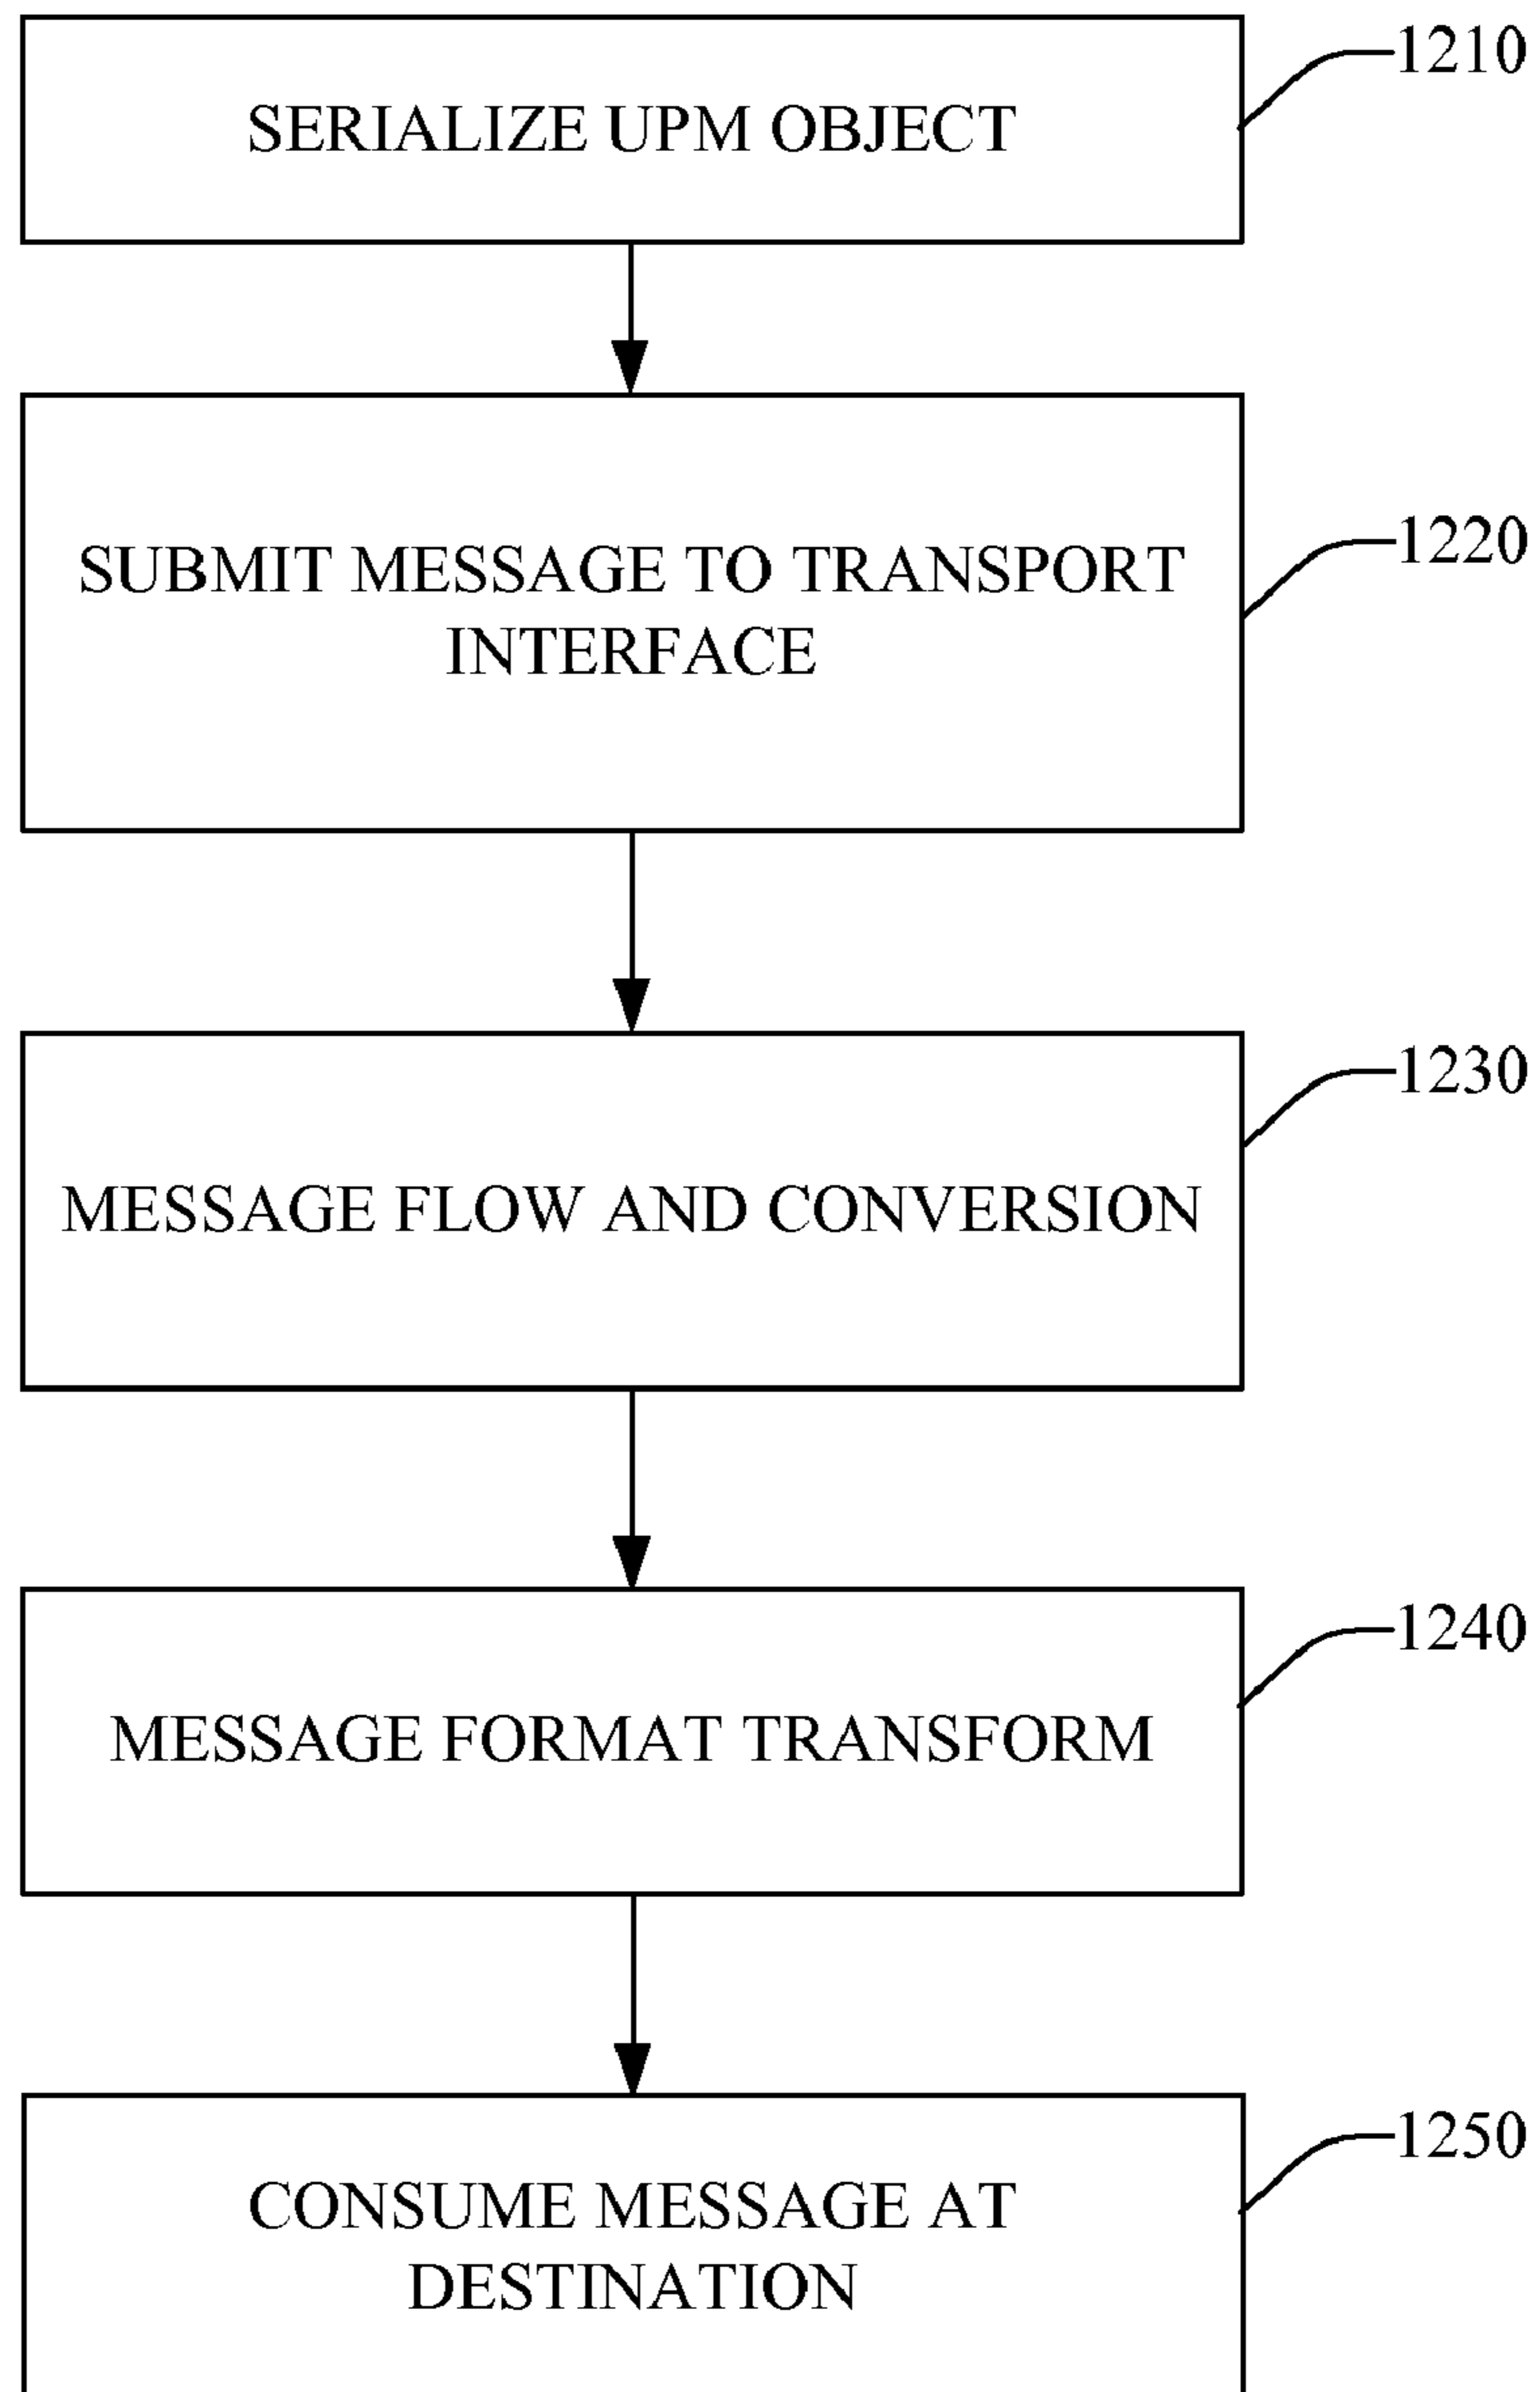 1210
SERIALIZE UPM OBJECT
1220
SUBMIT MESSAGE TO TRANSPORT
INTERFACE
1230
MESSAGE FLOW AND CONVERSION
1240
MESSAGE FORMAT TRANSFORM
1250
CONSUME MESSAGE AT
DESTINATION